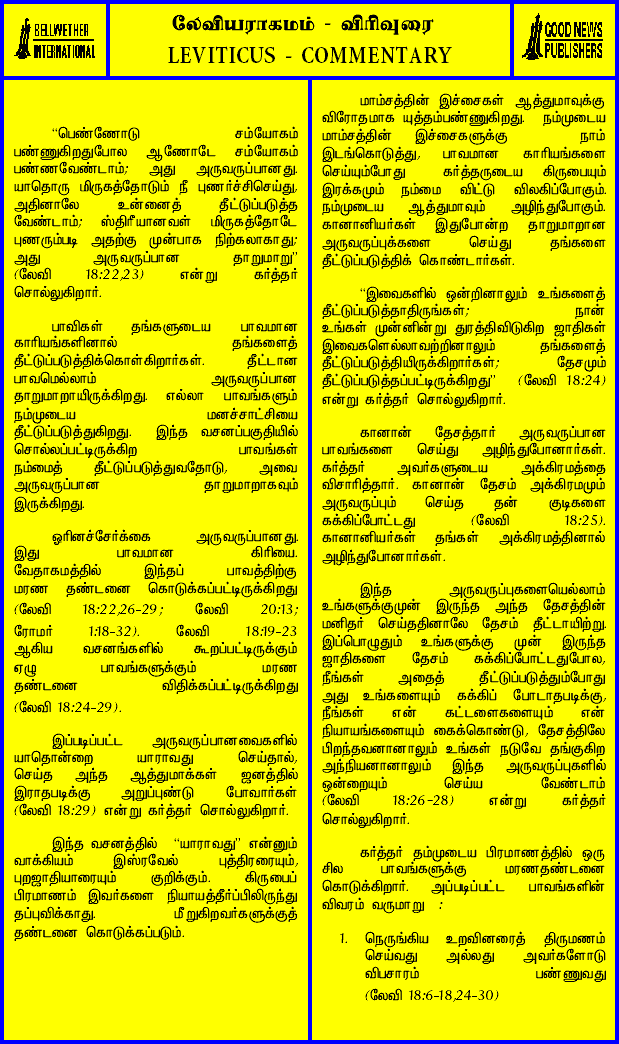 BELLWETHER
INTERNATIONAL
லேவியராகமம் - விரிவுரை
LEVITICUS - COMMENTARY
GOOD NEWS
PUBLISHERS
“பெண்ணோடு சம்யோகம்
பண்ணுகிறதுபோல ஆணோடே சம்யோகம்
பண்ணவேண்டாம்; அது அருவருப்பானது.
யாதொரு மிருகத்தோடும் நீ புணர்ச்சிசெய்து,
அதினாலே உன்னைத் தீட்டுப்படுத்த
வேண்டாம்; ஸ்திரீயானவள் மிருகத்தோடே
புணரும்படி அதற்கு முன்பாக நிற்கலாகாது;
அது அருவருப்பான தாறுமாறு”
(லேவி 18:22,23) என்று கர்த்தர்
சொல்லுகிறார்.
பாவிகள் தங்களுடைய பாவமான
காரியங்களினால் தங்களைத்
தீட்டுப்படுத்திக்கொள்கிறார்கள். தீட்டான
பாவமெல்லாம் அருவருப்பான
தாறுமாறாயிருக்கிறது. எல்லா பாவங்களும்
நம்முடைய மனச்சாட்சியை
தீட்டுப்படுத்துகிறது. இந்த வசனப்பகுதியில்
சொல்லப்பட்டிருக்கிற பாவங்கள்
நம்மைத் தீட்டுப்படுத்துவதோடு, அவை
அருவருப்பான தாறுமாறாகவும்
இருக்கிறது.
ஓரினச்சேர்க்கை அருவருப்பானது.
இது பாவமான கிரியை.
வேதாகமத்தில் இந்தப் பாவத்திற்கு
மரண தண்டனை கொடுக்கப்பட்டிருக்கிறது
(லேவி 18:22,26-29; லேவி 20:13;
ரோமர் 1:18-32). லேவி 18:19-23
ஆகிய வசனங்களில் கூறப்பட்டிருக்கும்
ஏழு பாவங்களுக்கும் மரண
தண்டனை விதிக்கப்பட்டிருக்கிறது
(லேவி 18:24-29).
இப்படிப்பட்ட அருவருப்பானவைகளில்
யாதொன்றை யாராவது செய்தால்,
செய்த அந்த ஆத்துமாக்கள் ஜனத்தில்
இராதபடிக்கு அறுப்புண்டு போவார்கள்
(லேவி 18:29) என்று கர்த்தர் சொல்லுகிறார்.
இந்த வசனத்தில் “யாராவது” என்னும்
வாக்கியம் இஸ்ரவேல் புத்திரரையும்,
புறஜாதியாரையும் குறிக்கும். கிருபைப்
பிரமாணம் இவர்களை நியாயத்தீர்ப்பிலிருந்து
தப்புவிக்காது. மீறுகிறவர்களுக்குத்
தண்டனை கொடுக்கப்படும்.
மாம்சத்தின் இச்சைகள் ஆத்துமாவுக்கு
விரோதமாக யுத்தம்பண்ணுகிறது. நம்முடைய
மாம்சத்தின் இச்சைகளுக்கு நாம்
இடங்கொடுத்து, பாவமான காரியங்களை
செய்யும்போது கர்த்தருடைய கிருபையும்
இரக்கமும் நம்மை விட்டு விலகிப்போகும்.
நம்முடைய ஆத்துமாவும் அழிந்துபோகும்.
கானானியர்கள் இதுபோன்ற தாறுமாறான
அருவருப்புக்களை செய்து தங்களை
தீட்டுப்படுத்திக் கொண்டார்கள்.
“இவைகளில் ஒன்றினாலும் உங்களைத்
தீட்டுப்படுத்தாதிருங்கள்; நான்
உங்கள் முன்னின்று துரத்திவிடுகிற ஜாதிகள்
இவைகளெல்லாவற்றினாலும் தங்களைத்
தீட்டுப்படுத்தியிருக்கிறார்கள்; தேசமும்
தீட்டுப்படுத்தப்பட்டிருக்கிறது” (லேவி 18:24)
என்று கர்த்தர் சொல்லுகிறார்.
கானான் தேசத்தார் அருவருப்பான
பாவங்களை செய்து அழிந்துபோனார்கள்.
கர்த்தர் அவர்களுடைய அக்கிரமத்தை
விசாரித்தார். கானான் தேசம் அக்கிரமமும்
அருவருப்பும் செய்த தன் குடிகளை
கக்கிப்போட்டது (லேவி 18:25).
கானானியர்கள் தங்கள் அக்கிரமத்தினால்
அழிந்துபோனார்கள்.
இந்த அருவருப்புகளையெல்லாம்
உங்களுக்குமுன் இருந்த அந்த தேசத்தின்
மனிதர் செய்ததினாலே தேசம் தீட்டாயிற்று.
இப்பொழுதும் உங்களுக்கு முன் இருந்த
ஜாதிகளை தேசம் கக்கிப்போட்டதுபோல,
நீங்கள் அதைத் தீட்டுப்படுத்தும்போது
அது உங்களையும் கக்கிப் போடாதபடிக்கு,
நீங்கள் என் கட்டளைகளையும் என்
நியாயங்களையும் கைக்கொண்டு, தேசத்திலே
பிறந்தவனானாலும் உங்கள் நடுவே தங்குகிற
அந்நியனானாலும் இந்த அருவருப்புகளில்
ஒன்றையும் செய்ய வேண்டாம்
(லேவி 18:26-28) என்று கர்த்தர்
சொல்லுகிறார்.
கர்த்தர் தம்முடைய பிரமாணத்தில் ஒரு
சில பாவங்களுக்கு மரணதண்டனை
கொடுக்கிறார். அப்படிப்பட்ட பாவங்களின்
விவரம் வருமாறு :
1. நெருங்கிய உறவினரைத் திருமணம்
செய்வது அல்லது அவர்களோடு
விபசாரம் பண்ணுவது
(லேவி 18:6-18,24-30)